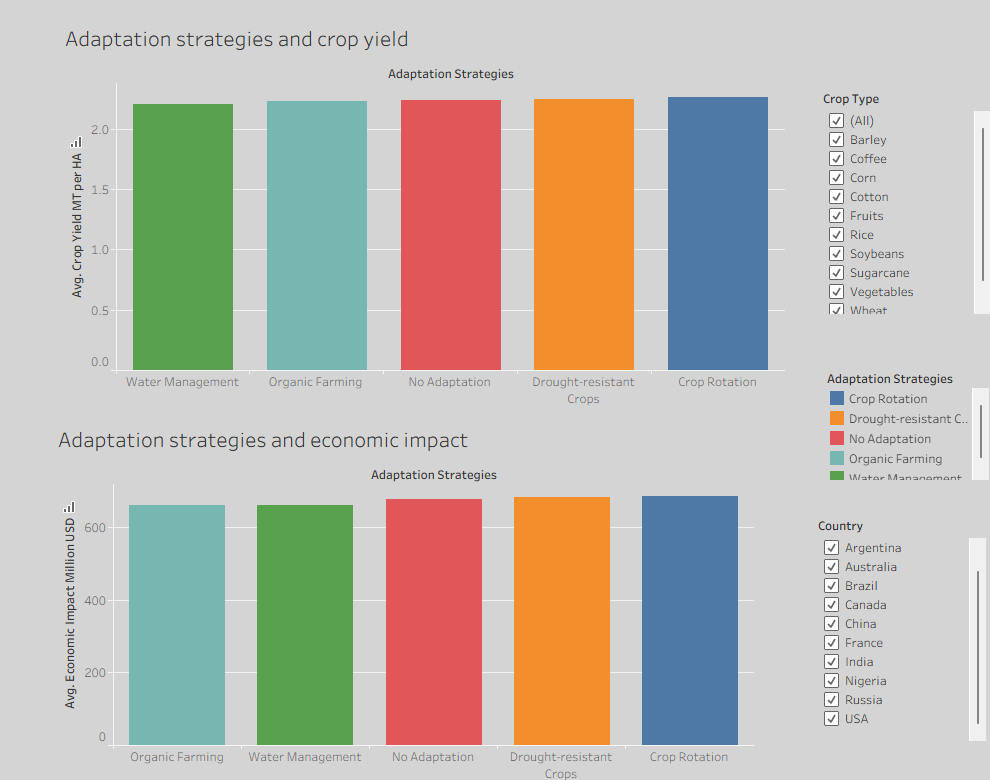 Adaptation strategies and crop yield
Adaptation Strategies
Avg. Crop Yield MT per HA
2.0
1.5
1.0
0.5
0.0
Water Management
Organic Farming
No Adaptation
Drought-resistant
Crops
Crop Rotation
Crop Type
(All)
Barley
Coffee
Corn
Cotton
Fruits
Rice
Soybeans
Sugarcane
Vegetables
Wheat
Adaptation Strategies
Crop Rotation
Drought-resistant C..
No Adaptation
Organic Farming
Water Management
Adaptation strategies and economic impact
Adaptation Strategies
Avg. Economic Impact Million USD
600
400
200
0
Organic Farming
Water Management
No Adaptation
Drought-resistant
Crops
Crop Rotation
Country
Argentina
Australia
Brazil
Canada
China
France
India
Nigeria
Russia
USA